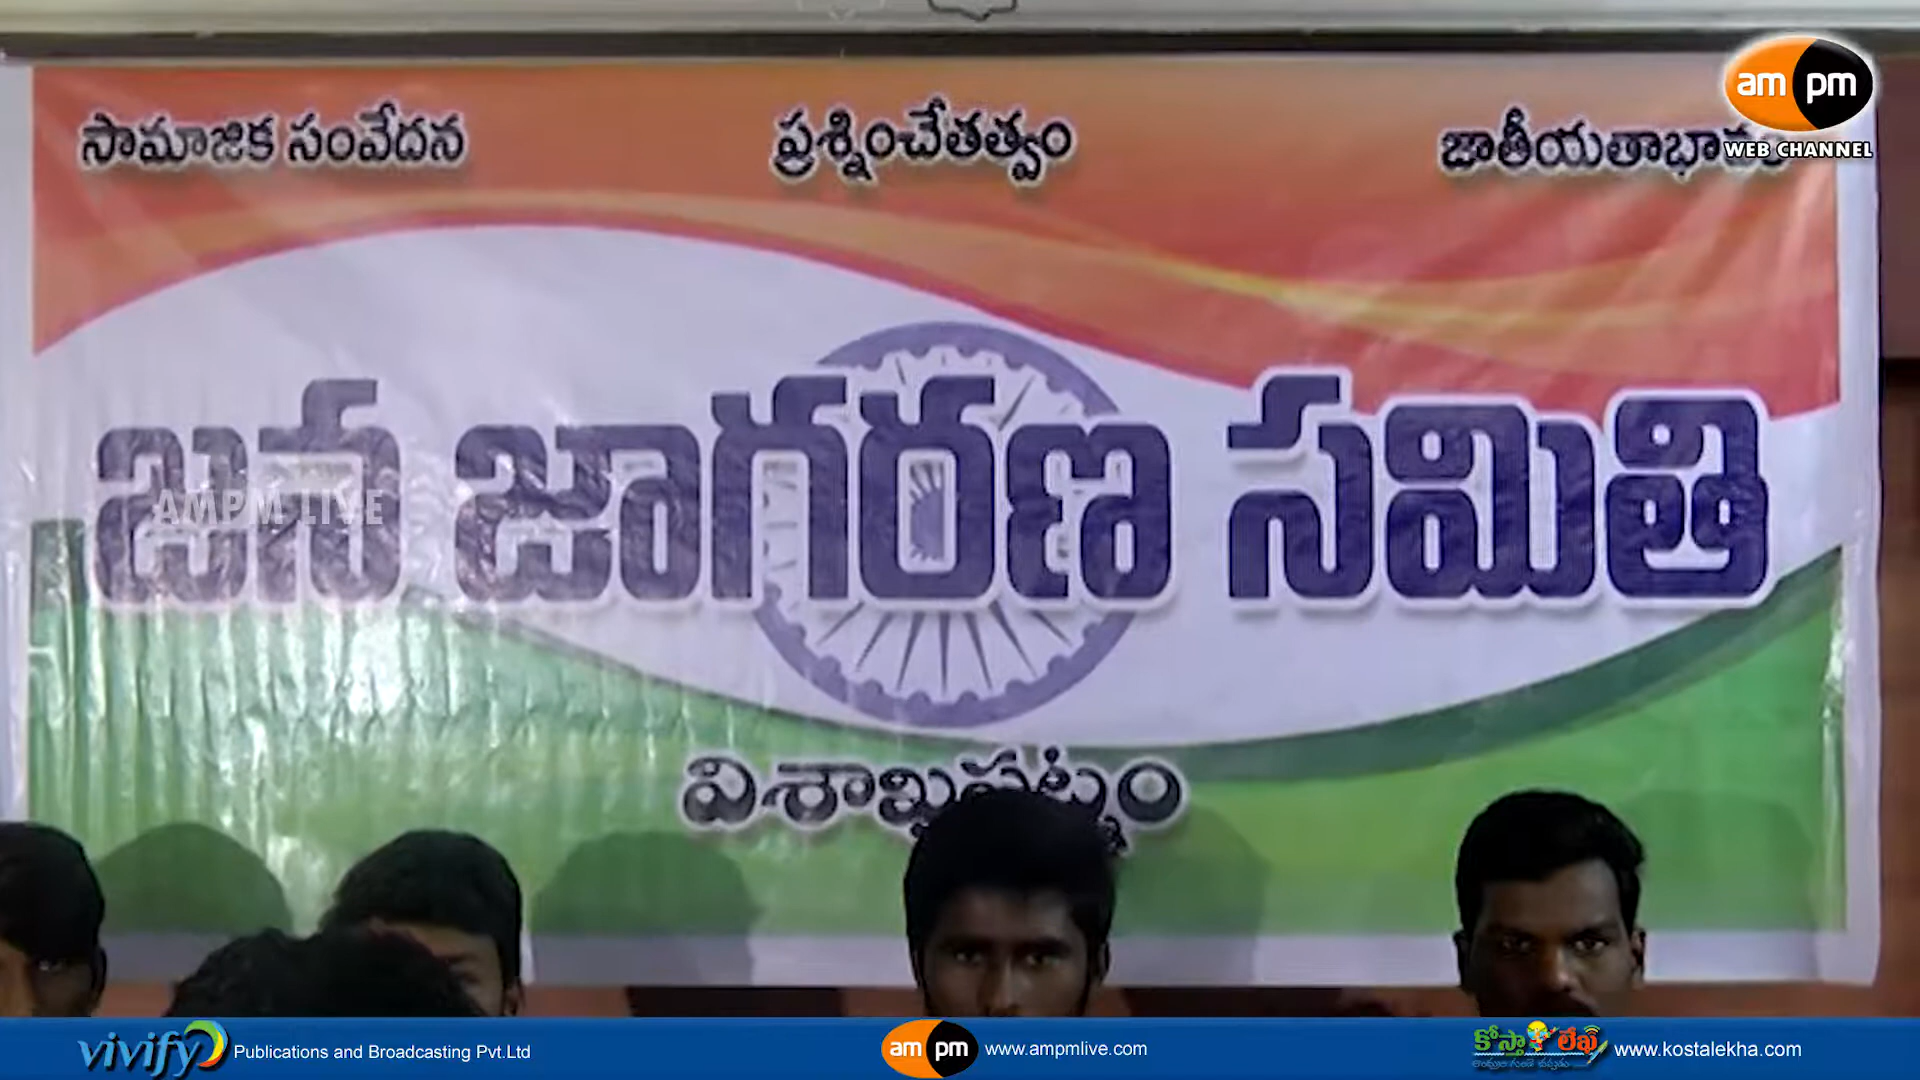 am pm
WEB CHANNEL
సామాజిక సంవేదన ప్రశ్నించేతత్వం
జన జాగరణ సమితి
AMPM LIVE
విశాఖపట్నం
vivify Publications and Broadcasting Pvt.Ltd am pm www.ampmlive.com కోస్తా లేఖ www.kostalekha.com